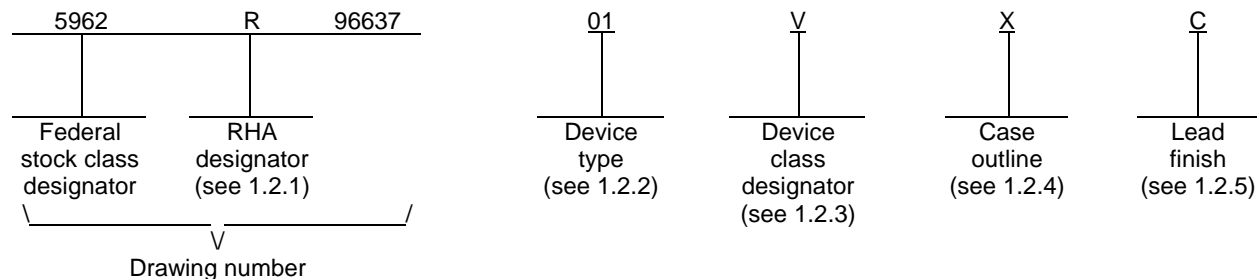 5962 R 96637 01 V X C
Federal stock class designator
RHA designator (see 1.2.1)
Device type (see 1.2.2)
Device class designator (see 1.2.3)
Case outline (see 1.2.4)
Lead finish (see 1.2.5)
\ /
\/
Drawing number